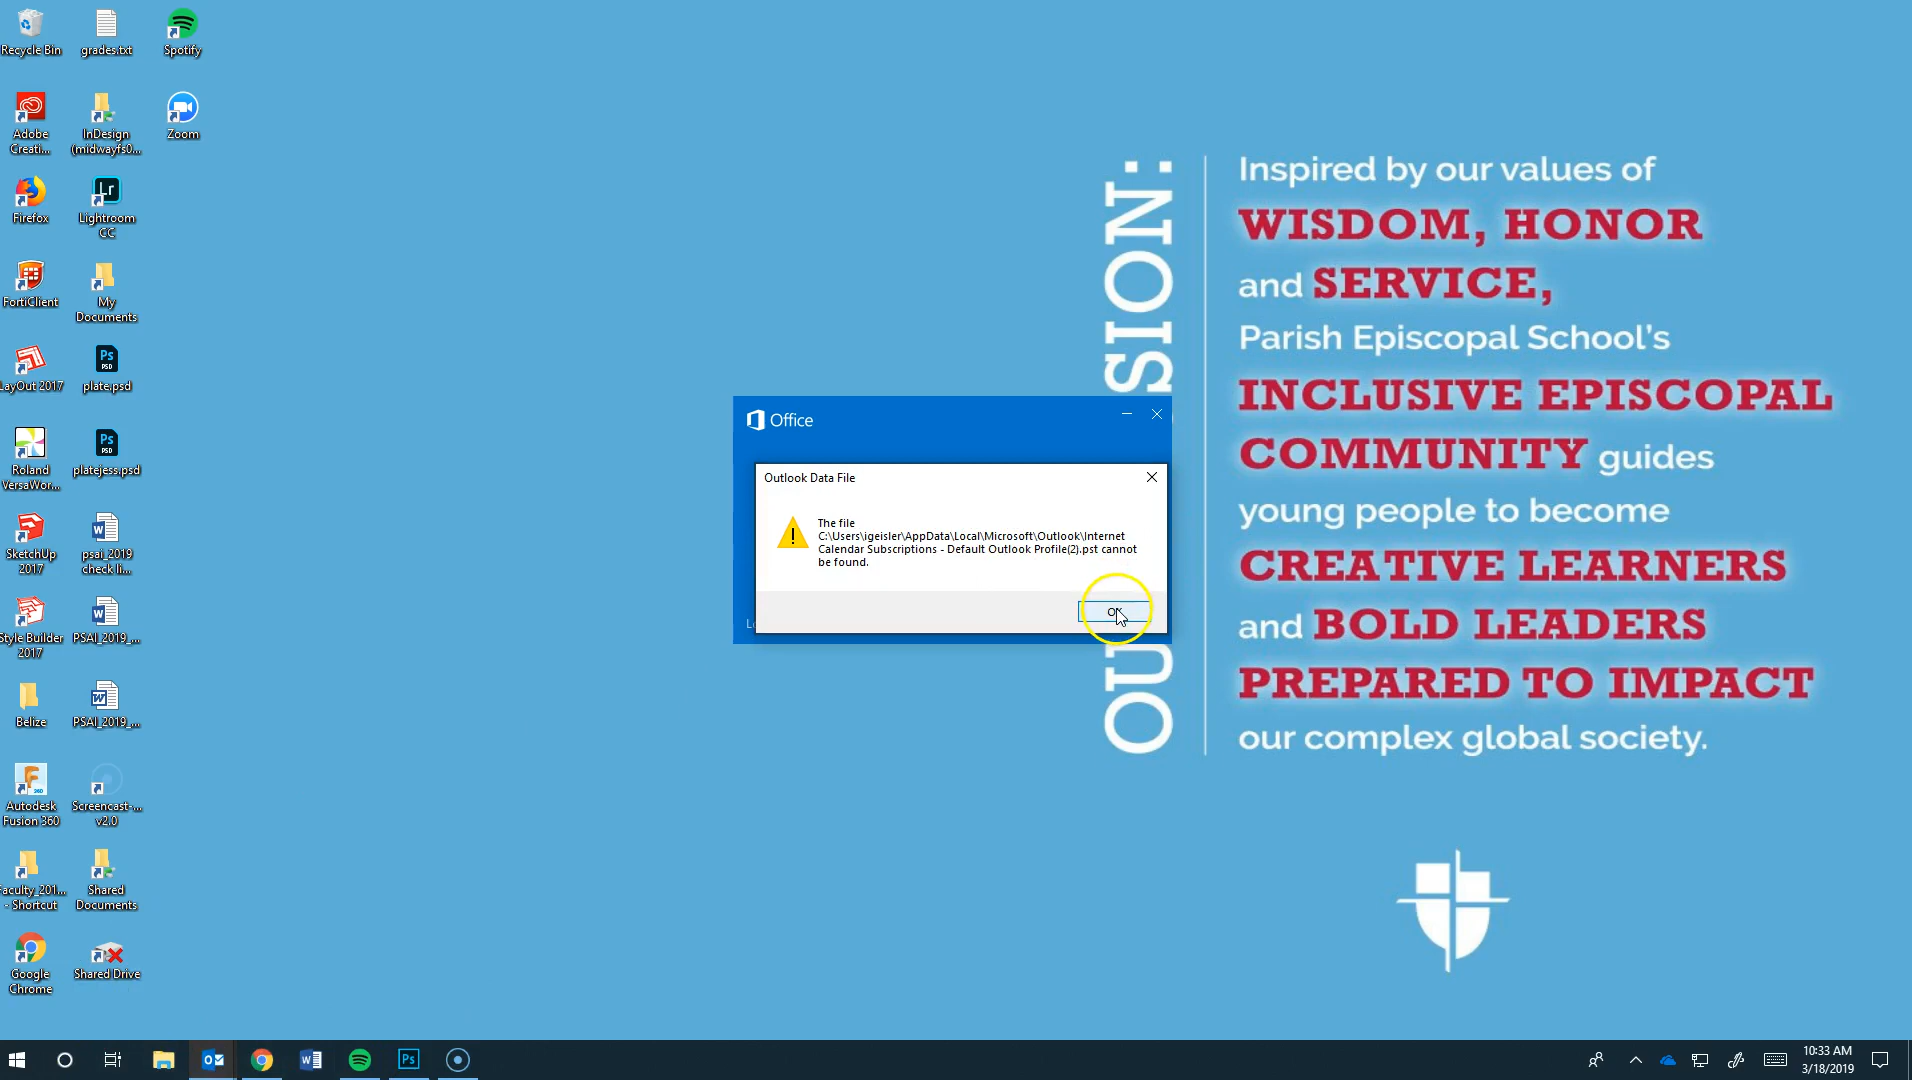 Recycle Bin
grades.txt
Spotify
Adobe
Creati...
InDesign
(midwayfs0...
Zoom
Firefox
Lightroom
CC
FortiClient
My
Documents
LayOut 2017
plate.psd
Roland
VersaWor...
platejess.psd
SketchUp
2017
psai_2019
check li...
Style Builder
2017
PSAI_2019_...
Belize
PSAI_2019_...
Autodesk
Fusion 360
Screencast-...
v2.0
Faculty_201...
- Shortcut
Shared
Documents
Google
Chrome
Shared Drive
Office
Outlook Data File
The file
C:\Users\igeisler\AppData\Local\Microsoft\Outlook\Internet
Calendar Subscriptions - Default Outlook Profile(2).pst cannot
be found.
OK
Inspired by our values of
WISDOM, HONOR
and SERVICE,
Parish Episcopal School's
INCLUSIVE EPISCOPAL
COMMUNITY guides
young people to become
CREATIVE LEARNERS
and BOLD LEADERS
PREPARED TO IMPACT
our complex global society.
10:33 AM
3/18/2019